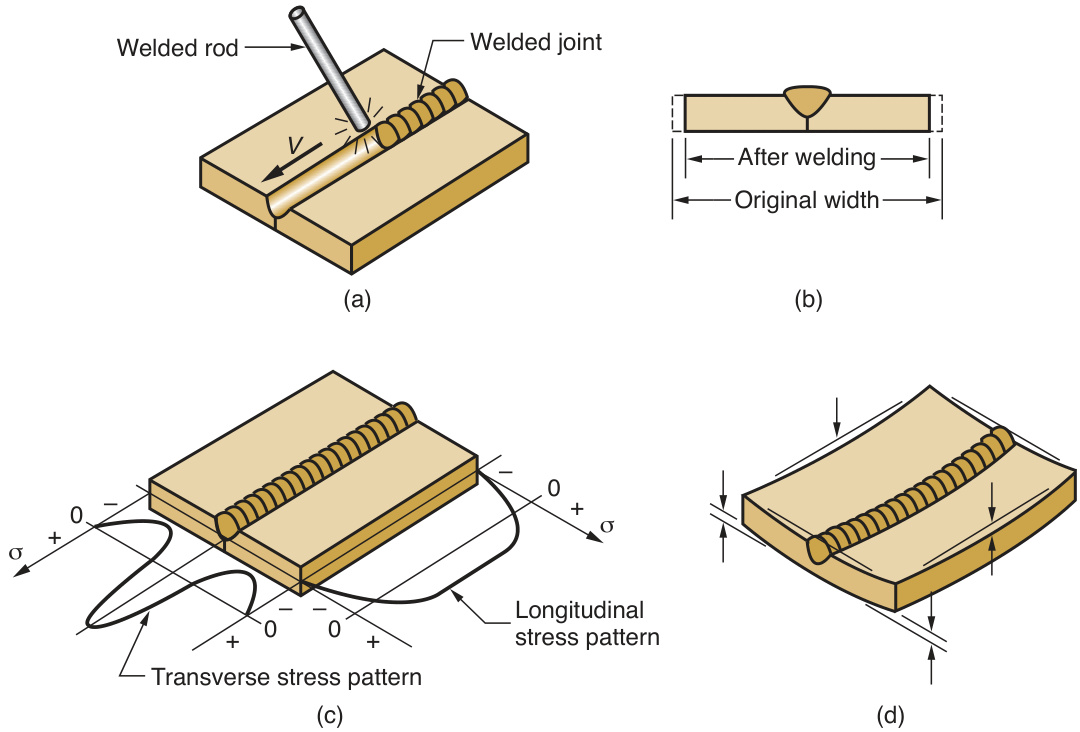 Welded rod
Welded joint
V
(a)
After welding
Original width
(b)
σ
+
0
−
+
0
−
−
0
+
−
0
+
σ
Longitudinal
stress pattern
Transverse stress pattern
(c)
(d)